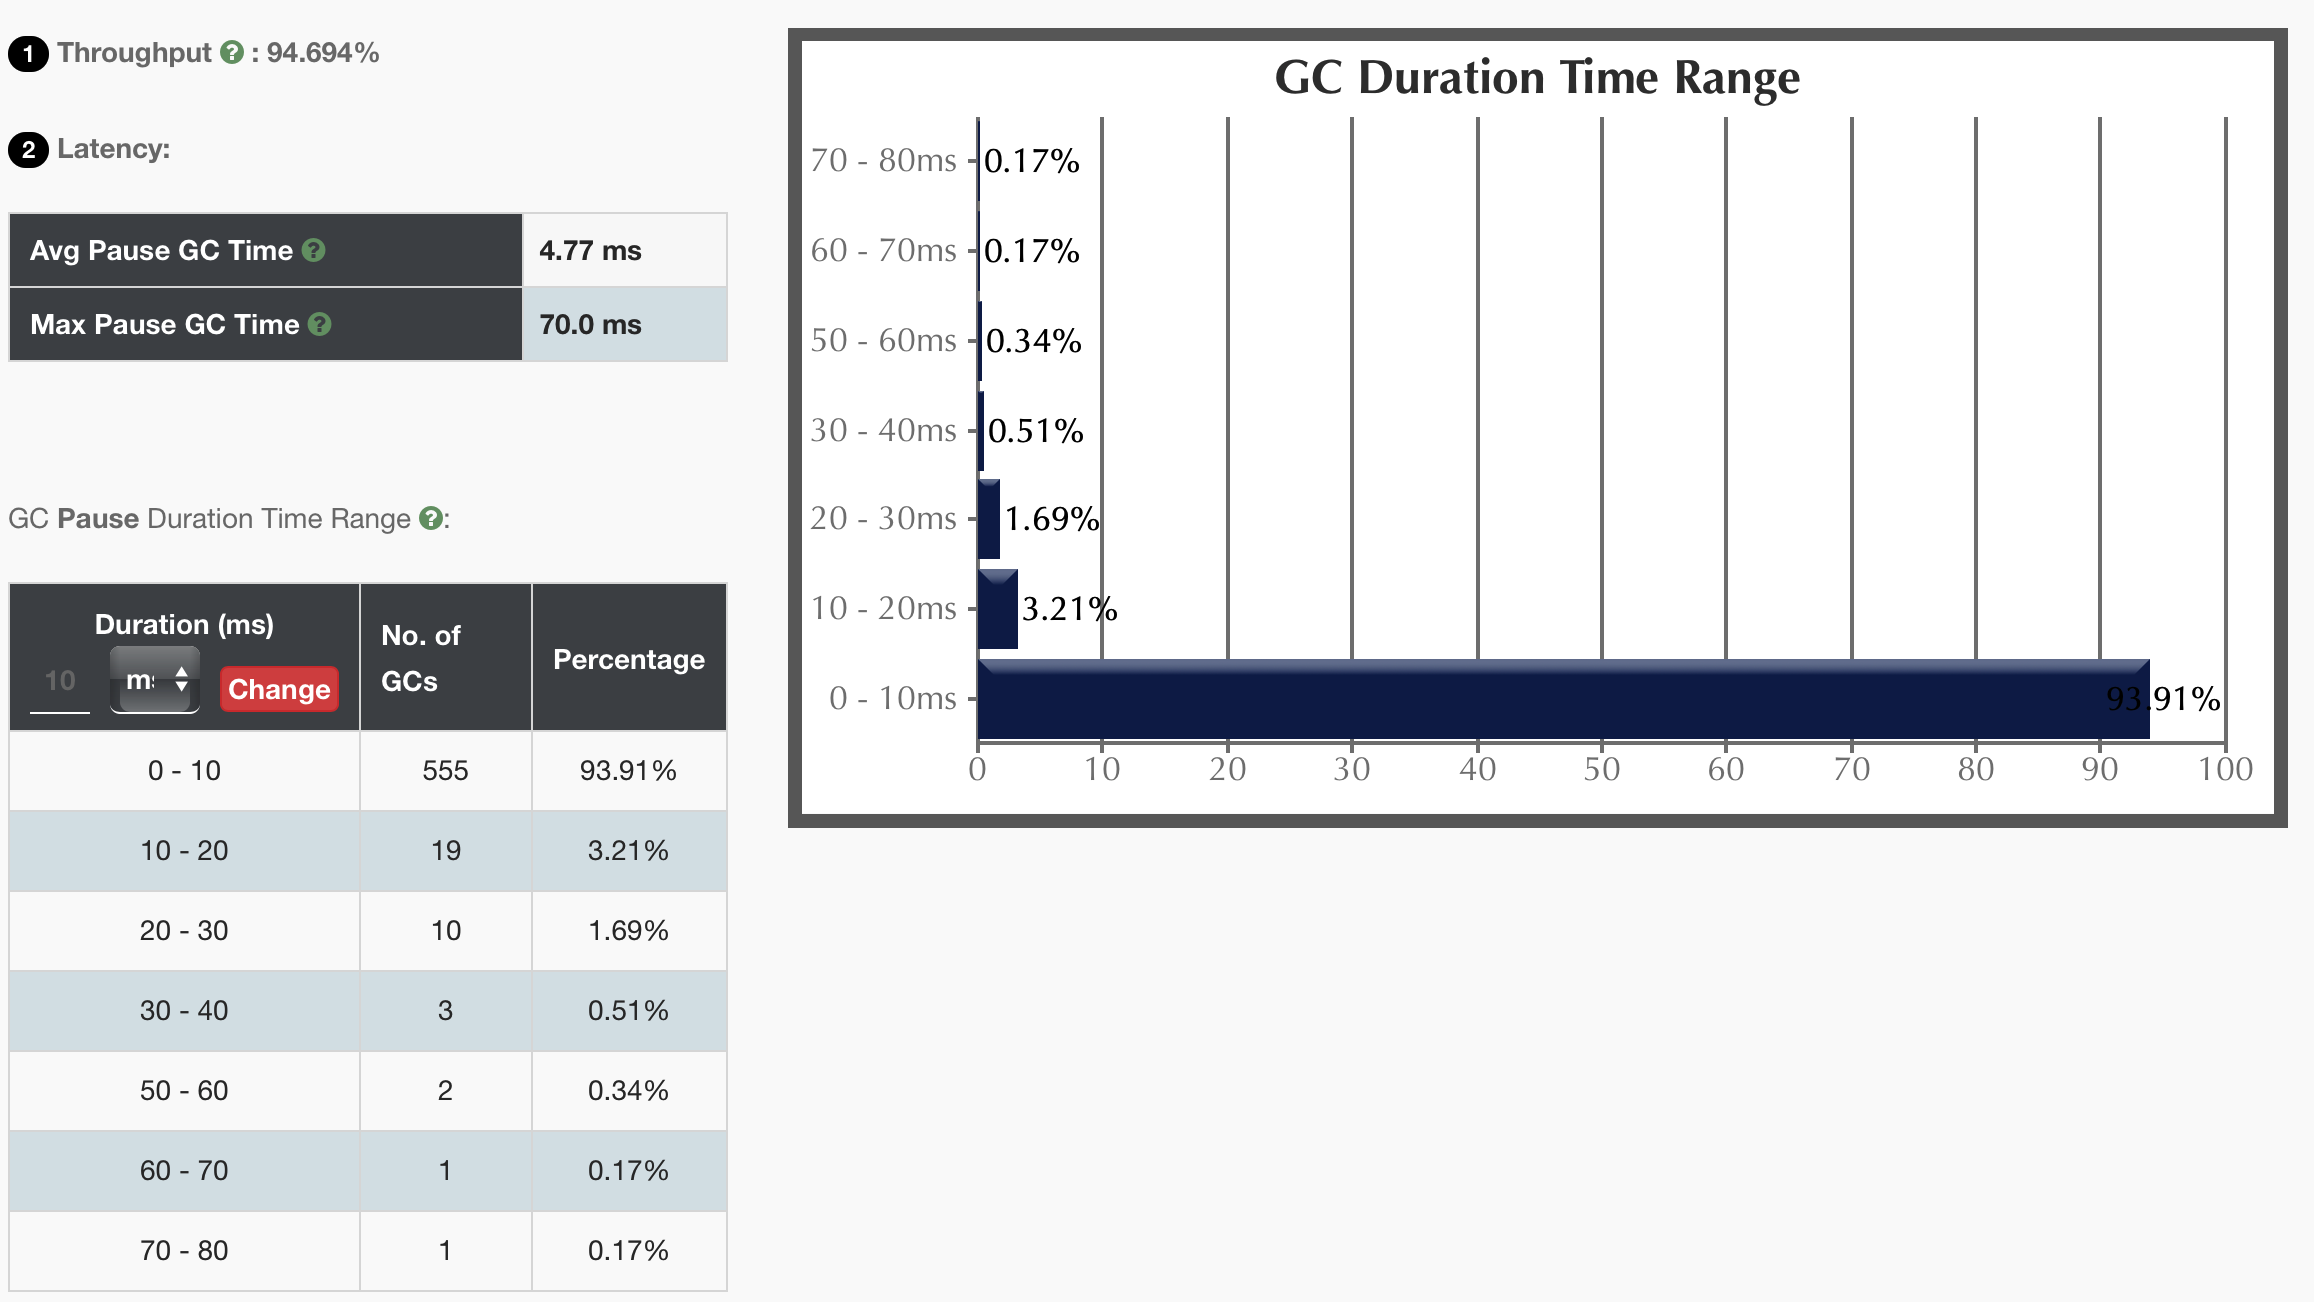 1 Throughput ? : 94.694%
2 Latency:
Avg Pause GC Time ? 4.77 ms
Max Pause GC Time ? 70.0 ms
GC Pause Duration Time Range ?:
Duration (ms)
10 ms Change
No. of
GCs
Percentage
0 - 10 555 93.91%
10 - 20 19 3.21%
20 - 30 10 1.69%
30 - 40 3 0.51%
50 - 60 2 0.34%
60 - 70 1 0.17%
70 - 80 1 0.17%
GC Duration Time Range
70 - 80ms 0.17%
60 - 70ms 0.17%
50 - 60ms 0.34%
30 - 40ms 0.51%
20 - 30ms 1.69%
10 - 20ms 3.21%
0 - 10ms 93.91%
0 10 20 30 40 50 60 70 80 90 100